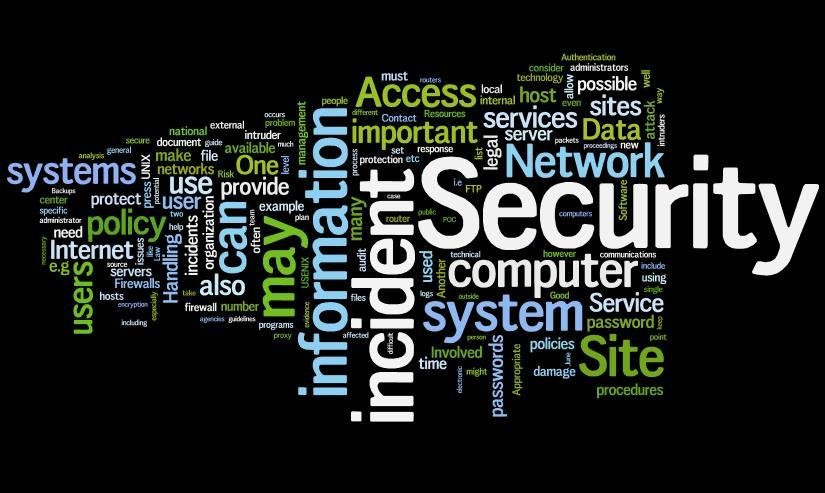 Security
incident
information
system
computer
Site
may
Network
can
Access
systems
policy
important
use
services
Data
users
Service
Internet
also
One
host
sites
provide
user
Handling
many
server
legal
possible
password
passwords
policies
procedures
damage
Involved
time
used
Another
protect
need
e.g
servers
Firewalls
hosts
incidents
organization
often
team
example
plan
available
level
management
people
Authentication
consider
administrators
technology
allow
well
way
even
attack
intruders
must
routers
local
internal
different
Contact
Resources
set
response
process
protection
etc
list
packets
proceedings
new
i.e
FTP
case
router
public
POC
computers
Software
audit
files
technical
however
communications
include
using
single
logs
outside
Good
keep
person
point
might
electronic
Appropriate
June
affected
difficult
evidence
USENIX
programs
proxy
firewall
number
agencies
guidelines
take
especially
encryption
including
source
issues
like
Law
help
two
necessary
administrator
specific
center
Backups
press
potential
UNIX
analysis
general
secure
national
external
document
guide
intruder
make
file
networks
Risk
occurs
problem
much